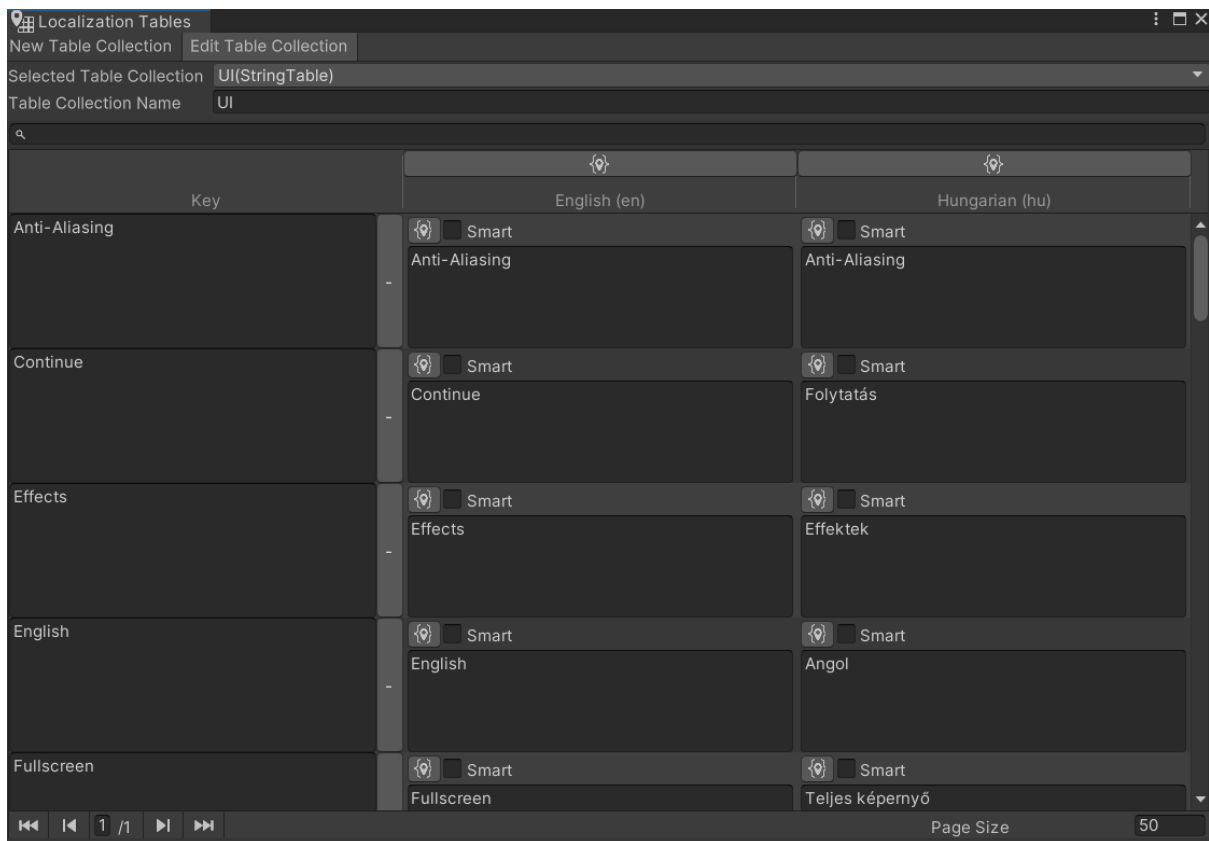 Localization Tables
New Table Collection Edit Table Collection
Selected Table Collection UI(StringTable)
Table Collection Name UI
Key English (en) Hungarian (hu)
Anti-Aliasing Smart Smart
Anti-Aliasing Anti-Aliasing
-
Continue Smart Smart
Continue Folytatás
-
Effects Smart Smart
Effects Effektek
-
English Smart Smart
English Angol
-
Fullscreen Smart Smart
Fullscreen Teljes képernyő
1 /1 Page Size 50